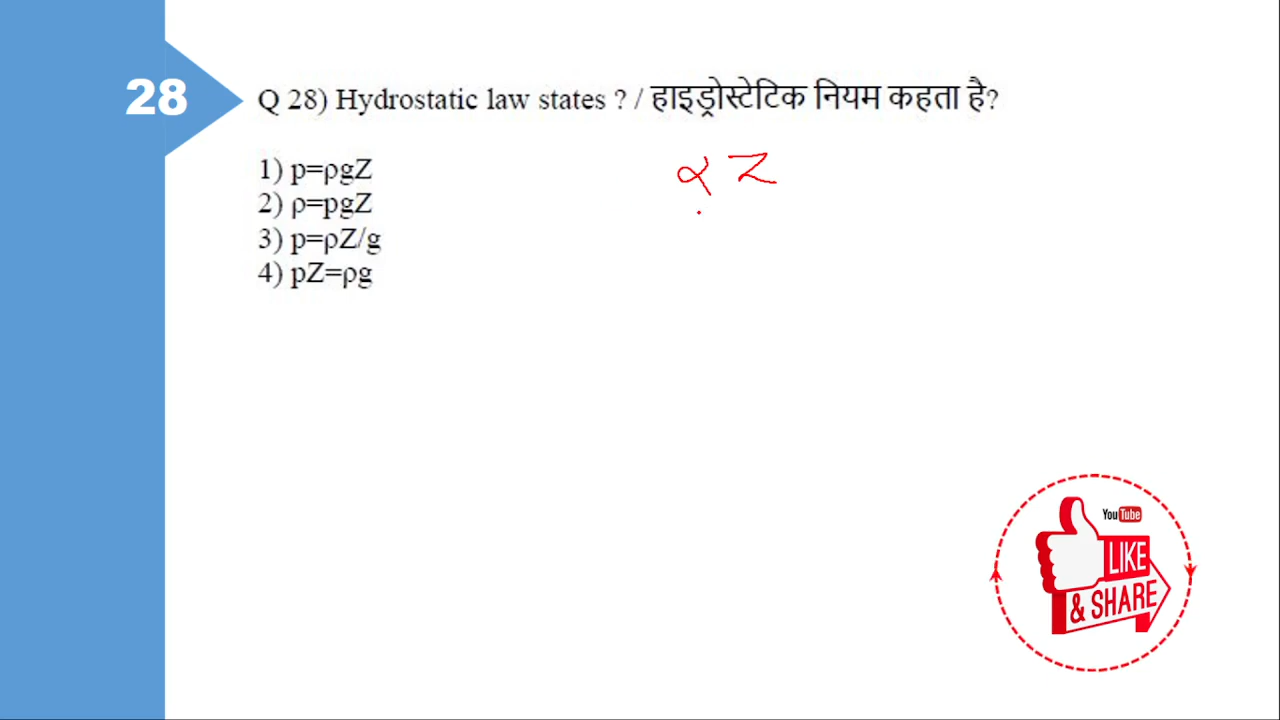 28
Q 28) Hydrostatic law states ? / हाइड्रोस्टेटिक नियम कहता है?
1) p=ρgZ
2) ρ=pgZ
3) p=ρZ/g
4) pZ=ρg
α Z
YouTube
LIKE
& SHARE